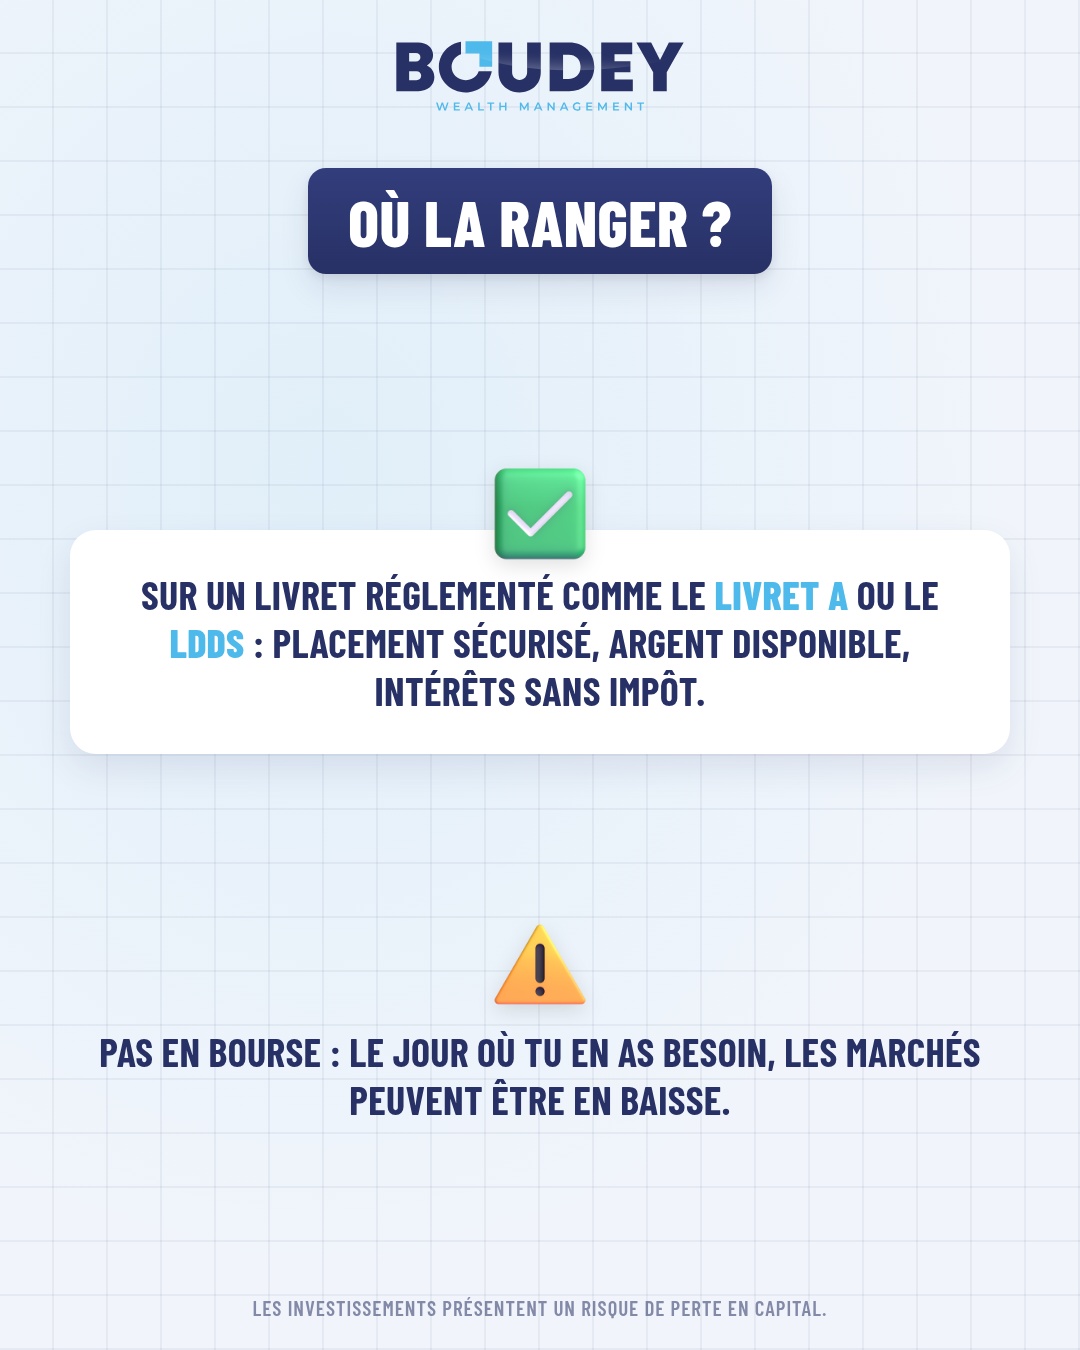 BOUDEY
WEALTH MANAGEMENT
OÙ LA RANGER ?
SUR UN LIVRET RÉGLEMENTÉ COMME LE LIVRET A OU LE
LDDS : PLACEMENT SÉCURISÉ, ARGENT DISPONIBLE,
INTÉRÊTS SANS IMPÔT.
PAS EN BOURSE : LE JOUR OÙ TU EN AS BESOIN, LES MARCHÉS
PEUVENT ÊTRE EN BAISSE.
LES INVESTISSEMENTS PRÉSENTENT UN RISQUE DE PERTE EN CAPITAL.